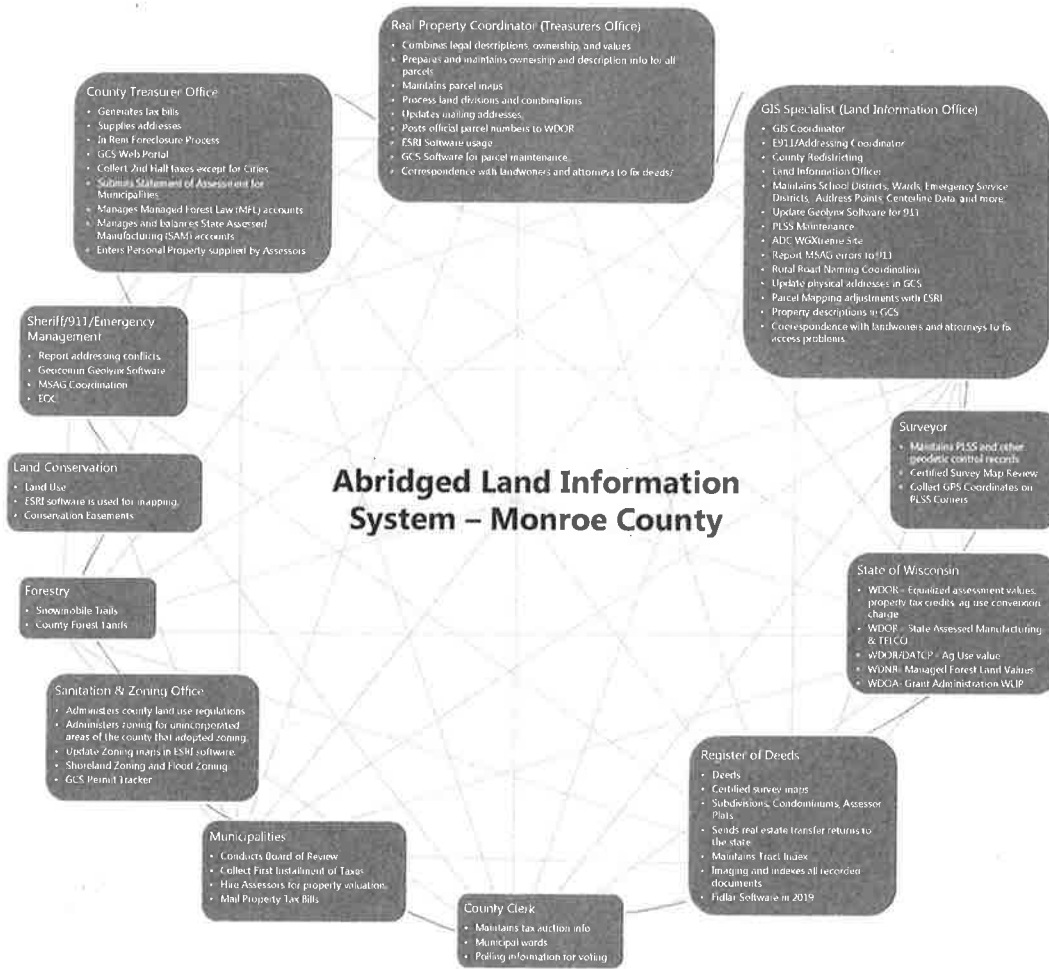 Real Property Coordinator (Treasurers Office)
• Combines legal descriptions, ownership, and values
• Prepares and maintains ownership and description info for all
parcels
• Maintains parcel maps
• Process land divisions and combinations
• Updates mailing addresses
• Posts official parcel numbers to WDOR
• ESRI Software usage
• GCS Software for parcel maintenance
• Correspondence with landwoners and attorneys to fix deeds/
County Treasurer Office
• Generates tax bills
• Supplies addresses
• In Rem Foreclosure Process
• GCS Web Portal
• Collect 2nd Half taxes except for Cities
• Submits Statement of Assessment for
Municipalities
• Manages Managed Forest Law (MFL) accounts
• Manages and balances State Assessed
Manufacturing (SAM) accounts
• Enters Personal Property supplied by Assessors
GIS Specialist (Land Information Office)
• GIS Coordinator
• E911/Addressing Coordinator
• County Redistricting
• Land Information Officer
• Maintains School Districts, Wards, Emergency Service
Districts, Address Points, Centerline Data, and more
• Update Geolynx Software for 911
• PLSS Maintenance
• ADC WGXtreme Site
• Report MSAG errors to 911
• Rural Road Naming Coordination
• Update physical addresses in GCS
• Parcel Mapping adjustments with ESRI
• Property descriptions in GCS
• Correspondence with landwoners and attorneys to fix
access problems
Sheriff/911/Emergency
Management
• Report addressing conflicts
• Geocomm Geolynx Software
• MSAG Coordination
• EOC
Surveyor
• Maintains PLSS and other
geodetic control records
• Certified Survey Map Review
• Collect GPS Coordinates on
PLSS Corners
Land Conservation
• Land Use
• ESRI software is used for mapping.
• Conservation Easements
Abridged Land Information
System – Monroe County
State of Wisconsin
• WDOR - Equalized assessment values,
property tax credits, ag use conversion
charge
• WDOR - State Assessed Manufacturing
& TELCO
• WDOR/DATCP - Ag Use value
• WDNR- Managed Forest Land Values
• WDOA- Grant Administration WLIP
Forestry
• Snowmobile Trails
• County Forest Lands
Sanitation & Zoning Office
• Administers county land use regulations
• Administers zoning for unincorporated
areas of the county that adopted zoning
• Update Zoning maps in ESRI software.
• Shoreland Zoning and Flood Zoning
• GCS Permit Tracker
Register of Deeds
• Deeds
• Certified survey maps
• Subdivisions, Condominiums, Assessor
Plats
• Sends real estate transfer returns to
the state
• Maintains Tract Index
• Imaging and indexes all recorded
documents
• Fidlar Software in 2019
Municipalities
• Conducts Board of Review
• Collect First Installment of Taxes
• Hire Assessors for property valuation
• Mail Property Tax Bills
County Clerk
• Maintains tax auction info
• Municipal wards
• Polling information for voting